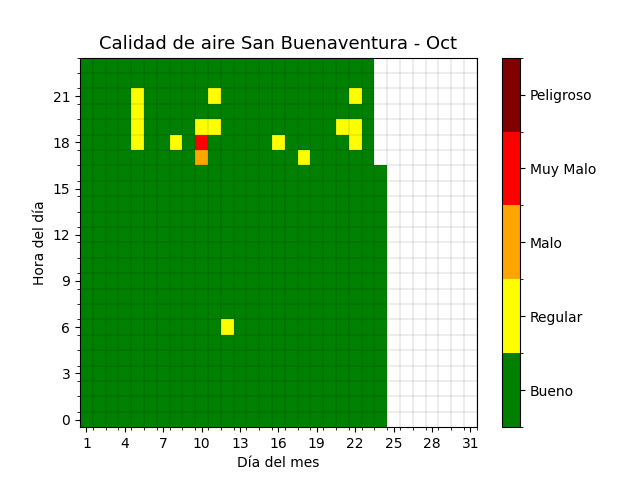 Calidad de aire San Buenaventura - Oct
Hora del día
21
18
15
12
9
6
3
0
1 4 7 10 13 16 19 22 25 28 31
Día del mes
Peligroso
Muy Malo
Malo
Regular
Bueno